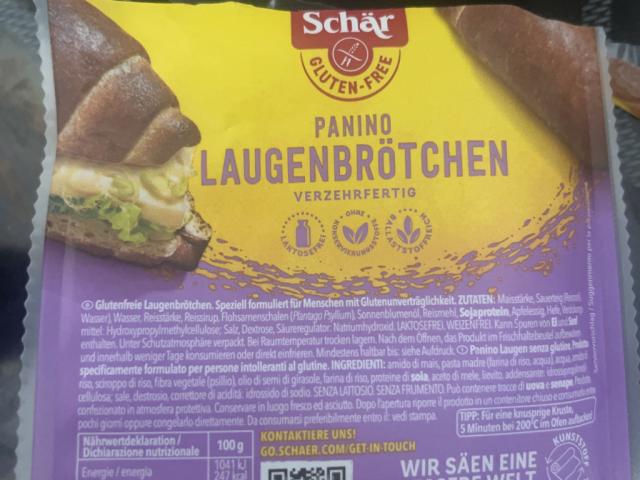 Schär
GLUTEN-FREE
PANINO
LAUGENBRÖTCHEN
VERZEHRFERTIG
LAKTOSEFREI
OHNE KONSERVIERUNGSSTOFFE
BALLASTSTOFFREICH
Glutenfreie Laugenbrötchen. Speziell formuliert für Menschen mit Glutenunverträglichkeit. ZUTATEN: Maisstärke, Sauerteig (Reismehl,
Wasser), Wasser, Reisstärke, Reissirup, Flohsamenschalen (Plantago Psyllium), Sonnenblumenöl, Reismehl, Sojaprotein, Apfelessig, Hefe, Verdickungs-
mittel: Hydroxypropylmethylcellulose; Salz, Dextrose, Säureregulator: Natriumhydroxid. LAKTOSEFREI. WEIZENFREI. Kann Spuren von Ei und Senf
enthalten. Unter Schutzatmosphäre verpackt. Bei Raumtemperatur trocken lagern. Nach dem Öffnen, das Produkt im Frischhaltebeutel aufbewahren
und innerhalb weniger Tage konsumieren oder direkt einfrieren. Mindestens haltbar bis: siehe Aufdruck. Panino Laugen senza glutine. Prodotto
specificamente formulato per persone intolleranti al glutine. INGREDIENTI: amido di mais, pasta madre (farina di riso, acqua), acqua, amido di
riso, sciroppo di riso, fibra vegetale (psillio), olio di semi di girasole, farina di riso, proteine di soia, aceto di mele, lievito, addensante: idrossipropilmetil-
cellulosa; sale, destrosio, correttore di acidità: idrossido di sodio. SENZA LATTOSIO. SENZA FRUMENTO. Può contenere tracce di uova e senape. Prodotto
confezionato in atmosfera protettiva. Conservare in luogo fresco ed asciutto. Dopo l'apertura riporre il prodotto in un contenitore chiuso e consumarlo entro
pochi giorni oppure congelarlo direttamente. Da consumarsi preferibilmente entro il: vedi stampa.
TIPP: Für eine knusprige Kruste,
5 Minuten bei 200°C im Ofen aufbacken!
Nährwertdeklaration /
Dichiarazione nutrizionale
100 g
Energie / energia
1041 kJ
247 kcal
KONTAKTIERE UNS!
GO.SCHAER.COM/GET-IN-TOUCH
WIR SÄEN EINE
WELT
KUNSTSTOFF